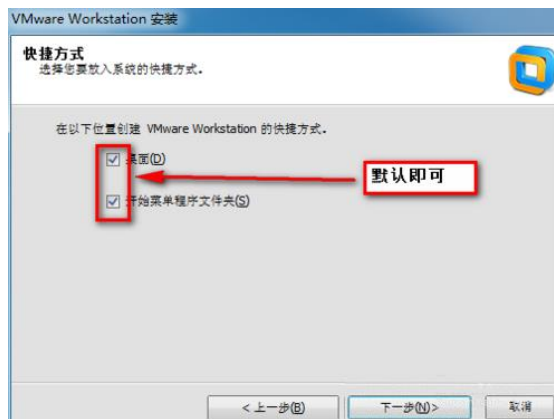 VMware Workstation 安装
快捷方式
选择您要放入系统的快捷方式。
在以下位置创建 VMware Workstation 的快捷方式。
桌面(D)
默认即可
开始菜单程序文件夹(S)
< 上一步(B)
下一步(N)>
取消